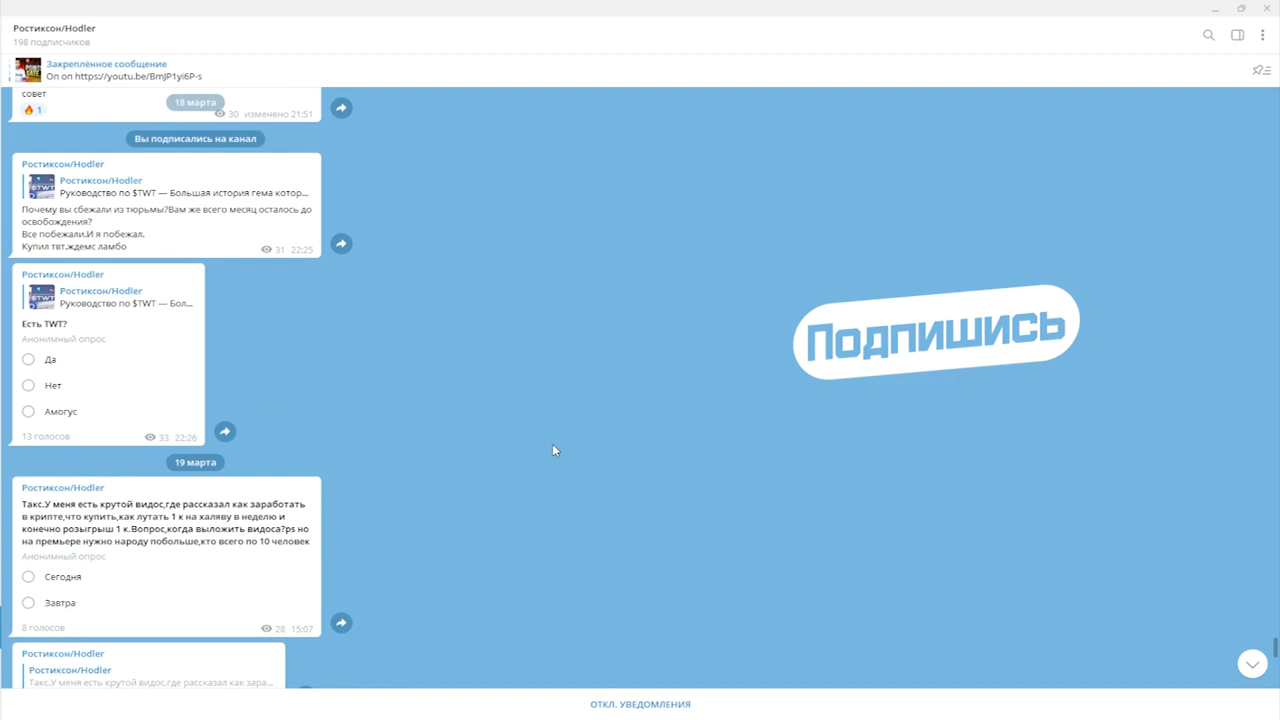 Ростиксон/Hodler
198 подписчиков
Закреплённое сообщение
On on https://youtu.be/BmJP1yi6P-s
совет
🔥 1
18 марта
30 изменено 21:51
Вы подписались на канал
Ростиксон/Hodler
Ростиксон/Hodler
Руководство по $TWT — Большая история гема котор...
Почему вы сбежали из тюрьмы?Вам же всего месяц осталось до
освобождения?
Все побежали.И я побежал.
Купил твт.ждемс ламбо
31 22:25
Ростиксон/Hodler
Ростиксон/Hodler
Руководство по $TWT — Бол...
Есть TWT?
Анонимный опрос
Да
Нет
Амогус
13 голосов
33 22:26
Подпишись
19 марта
Ростиксон/Hodler
Такс.У меня есть крутой видос,где рассказал как заработать
в крипте,что купить,как лутать 1 к на халяву в неделю и
конечно розыгрыш 1 к.Вопрос,когда выложить видоса?ps но
на премьере нужно народу побольше,кто всего по 10 человек
Анонимный опрос
Сегодня
Завтра
8 голосов
28 15:07
Ростиксон/Hodler
Ростиксон/Hodler
Такс.У меня есть крутой видос,где рассказал как зара...
ОТКЛ. УВЕДОМЛЕНИЯ